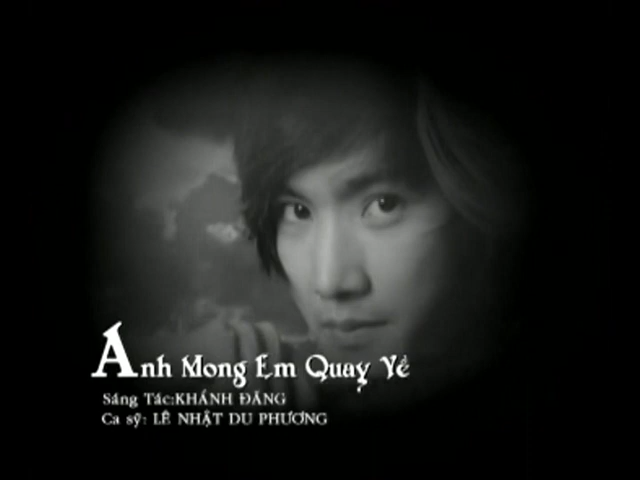 Anh Mong Em Quay Về
Sáng Tác:KHÁNH ĐĂNG
Ca sỹ: LÊ NHẬT DU PHƯƠNG